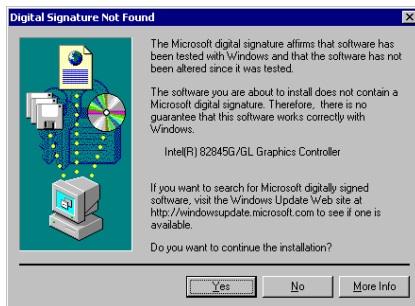 Digital Signature Not Found
The Microsoft digital signature affirms that software has
been tested with Windows and that the software has not
been altered since it was tested.
The software you are about to install does not contain a
Microsoft digital signature. Therefore, there is no
guarantee that this software works correctly with
Windows.
Intel(R) 82845G/GL Graphics Controller
If you want to search for Microsoft digitally signed
software, visit the Windows Update Web site at
http://windowsupdate.microsoft.com to see if one is
available.
Do you want to continue the installation?
Yes No More Info